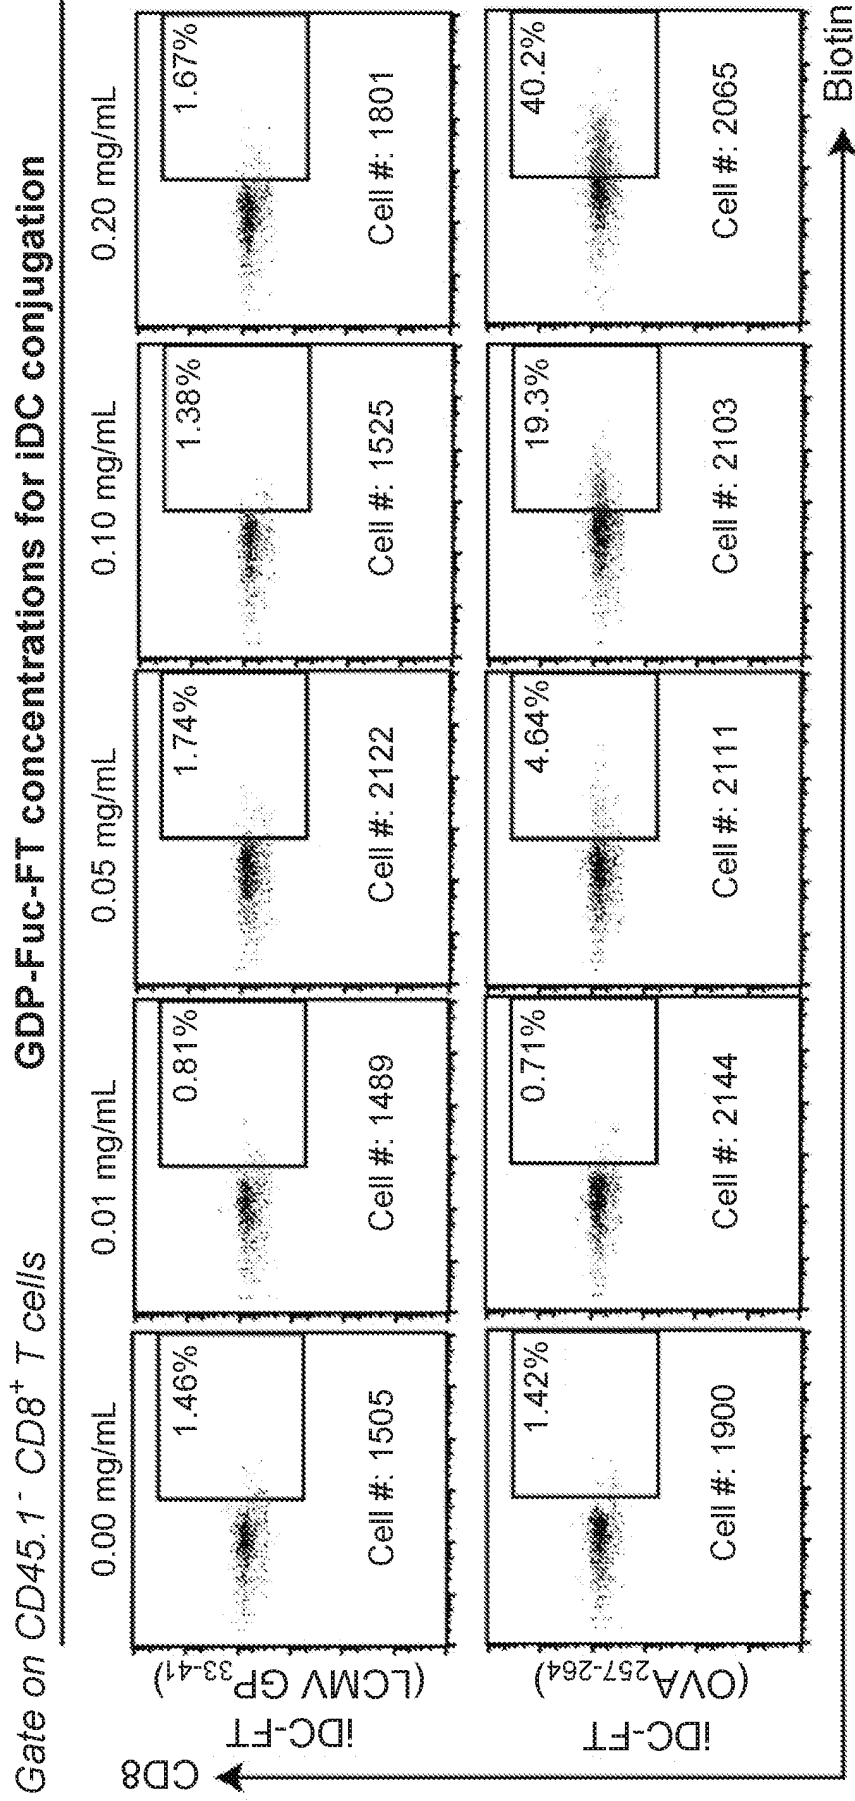 Gate on CD45.1⁻ CD8⁺ T cells
GDP-Fuc-FT concentrations for iDC conjugation
0.00 mg/mL
0.01 mg/mL
0.05 mg/mL
0.10 mg/mL
0.20 mg/mL
iDC-FT
(LCMV GP33-41)
1.46%
Cell #: 1505
0.81%
Cell #: 1489
1.74%
Cell #: 2122
1.38%
Cell #: 1525
1.67%
Cell #: 1801
iDC-FT
(OVA257-264)
1.42%
Cell #: 1900
0.71%
Cell #: 2144
4.64%
Cell #: 2111
19.3%
Cell #: 2103
40.2%
Cell #: 2065
CD8
Biotin